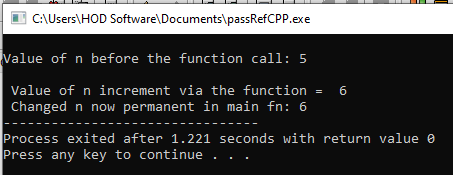 C:\Users\HOD Software\Documents\passRefCPP.exe
Value of n before the function call: 5
Value of n increment via the function =  6
Changed n now permanent in main fn: 6
--------------------------------
Process exited after 1.221 seconds with return value 0
Press any key to continue . . .